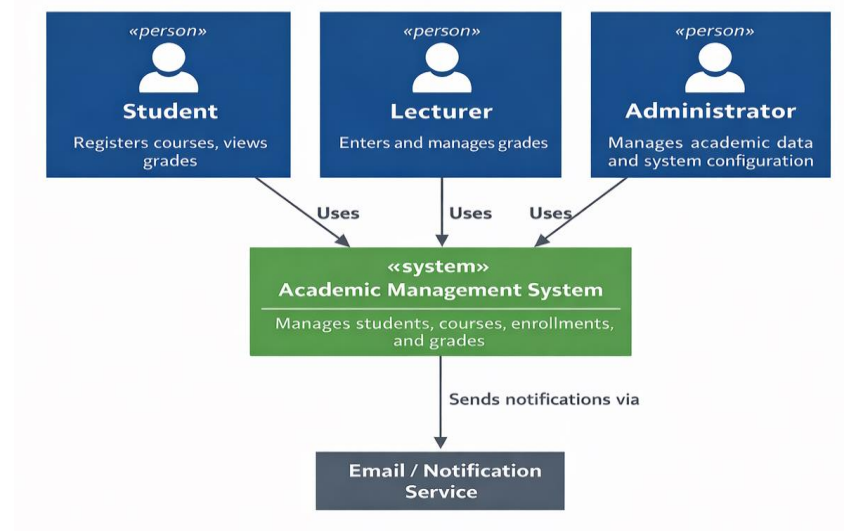 «person»
Student
Registers courses, views
grades
«person»
Lecturer
Enters and manages grades
«person»
Administrator
Manages academic data
and system configuration
Uses
Uses
Uses
«system»
Academic Management System
Manages students, courses, enrollments,
and grades
Sends notifications via
Email / Notification
Service